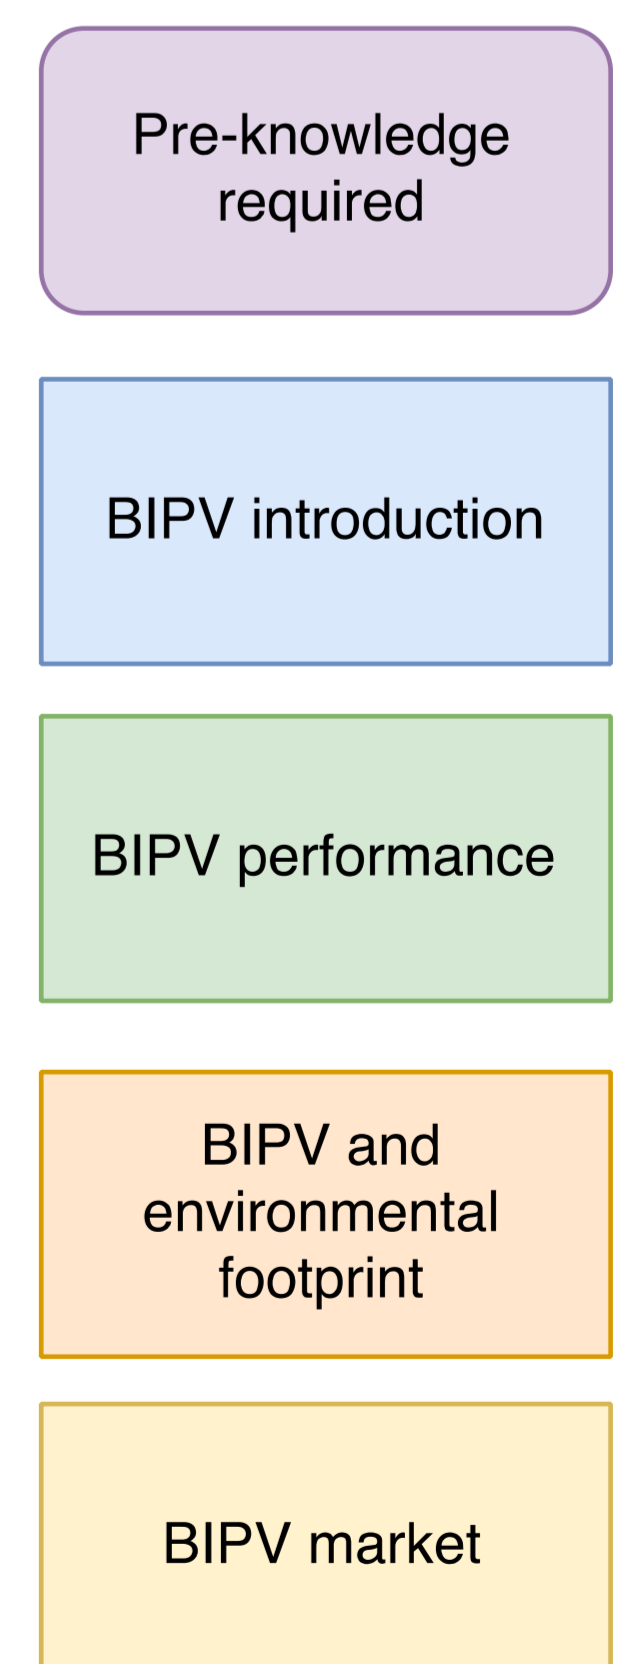 Pre-knowledge
required
BIPV introduction
BIPV performance
BIPV and
environmental
footprint
BIPV market